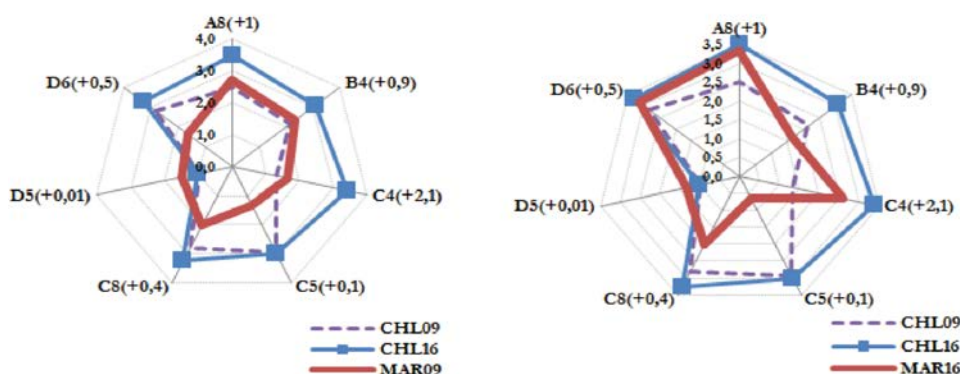 A8(+1)
4,0
3,0
2,0
1,0
0,0
B4(+0,9)
C4(+2,1)
C5(+0,1)
C8(+0,4)
D5(+0,01)
D6(+0,5)
CHL09
CHL16
MAR09
A8(+1)
3,5
3,0
2,5
2,0
1,5
1,0
0,5
0,0
B4(+0,9)
C4(+2,1)
C5(+0,1)
C8(+0,4)
D5(+0,01)
D6(+0,5)
CHL09
CHL16
MAR16